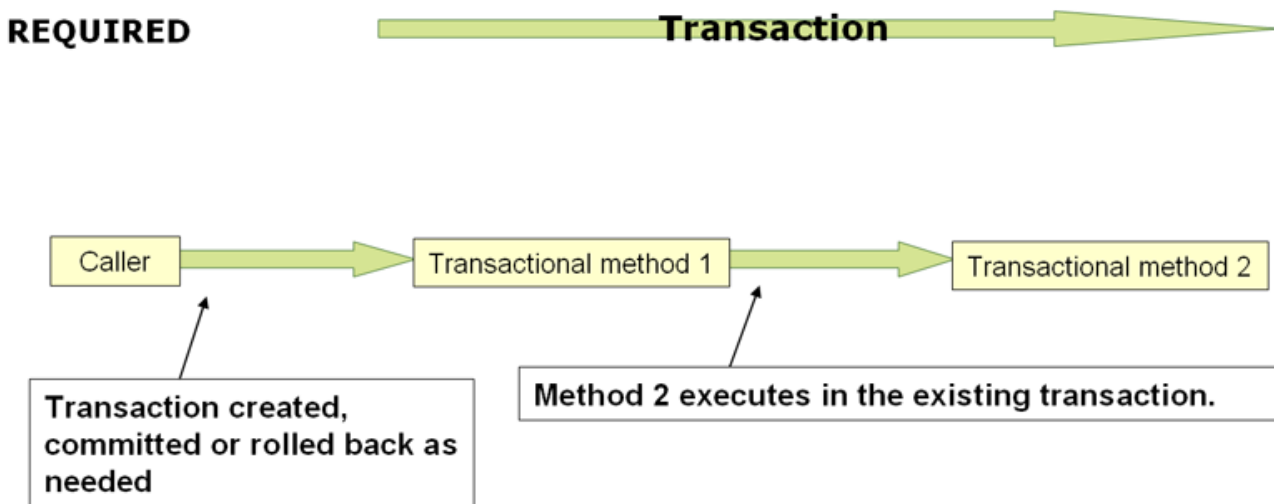 REQUIRED
Transaction
Caller
Transactional method 1
Transactional method 2
Transaction created,
committed or rolled back as
needed
Method 2 executes in the existing transaction.